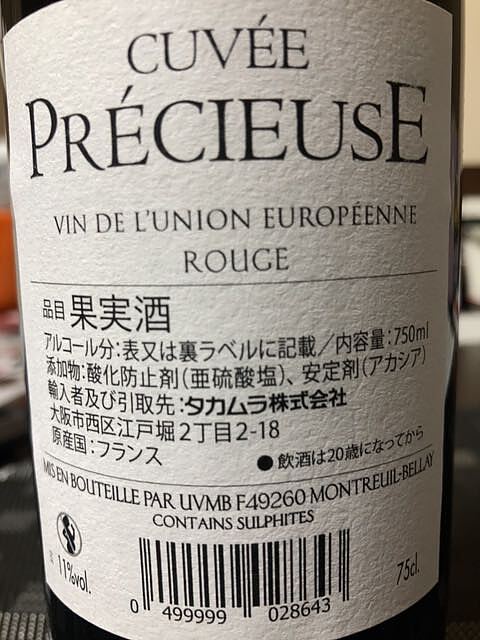 CUVÉE
PRÉCIEUSE
VIN DE L'UNION EUROPÉENNE
ROUGE
品目 果実酒
アルコール分:表又は裏ラベルに記載／内容量:750ml
添加物:酸化防止剤(亜硫酸塩)、安定剤(アカシア)
輸入者及び引取先:タカムラ株式会社
大阪市西区江戸堀2丁目2-18
原産国:フランス
●飲酒は20歳になってから
MIS EN BOUTEILLE PAR UVMB F49260 MONTREUIL-BELLAY
CONTAINS SULPHITES
11%vol.
75cl.
0 499999 028643